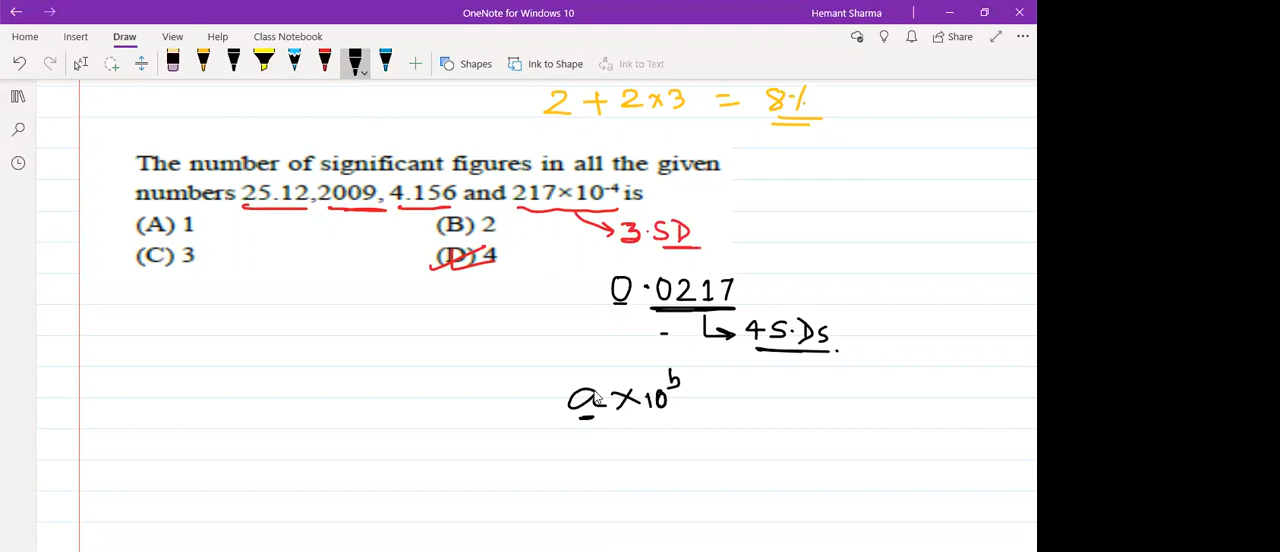 OneNote for Windows 10
Hemant Sharma
Home Insert Draw View Help Class Notebook
Share
Shapes Ink to Shape Ink to Text
2 + 2×3 = 8%
The number of significant figures in all the given
numbers 25.12,2009, 4.156 and 217×10⁻⁴ is
(A) 1 (B) 2
3.SD
(C) 3 (D) 4
0.0217
4 S.Ds.
a×10ᵇ